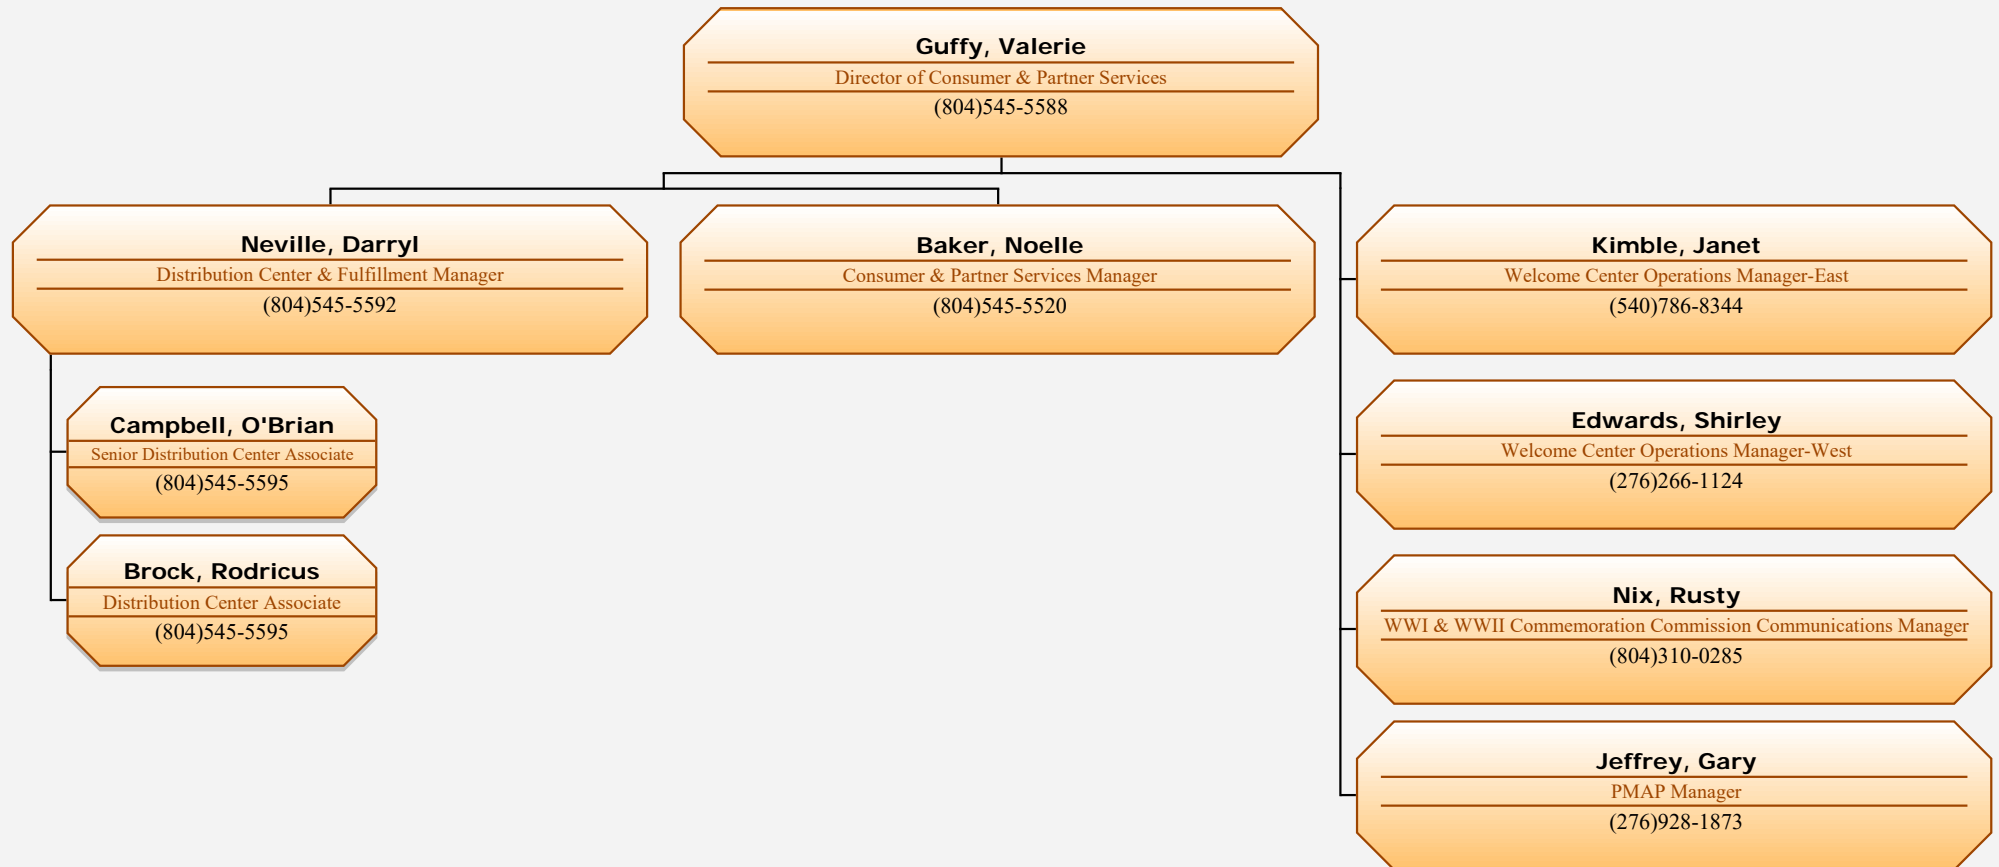 Guffy, Valerie
Director of Consumer & Partner Services
(804)545-5588
Neville, Darryl
Distribution Center & Fulfillment Manager
(804)545-5592
Baker, Noelle
Consumer & Partner Services Manager
(804)545-5520
Kimble, Janet
Welcome Center Operations Manager-East
(540)786-8344
Campbell, O'Brian
Senior Distribution Center Associate
(804)545-5595
Brock, Rodricus
Distribution Center Associate
(804)545-5595
Edwards, Shirley
Welcome Center Operations Manager-West
(276)266-1124
Nix, Rusty
WWI & WWII Commemoration Commission Communications Manager
(804)310-0285
Jeffrey, Gary
PMAP Manager
(276)928-1873